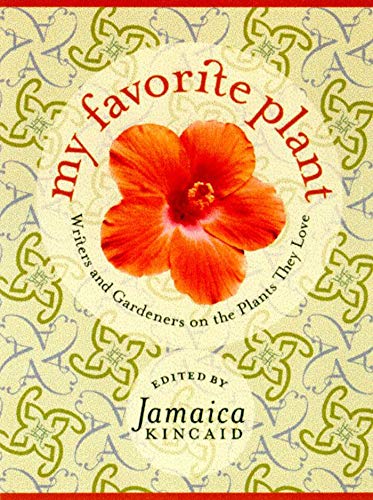 my favorite plant
Writers and Gardeners on the Plants They Love
EDITED BY
Jamaica
KINCAID